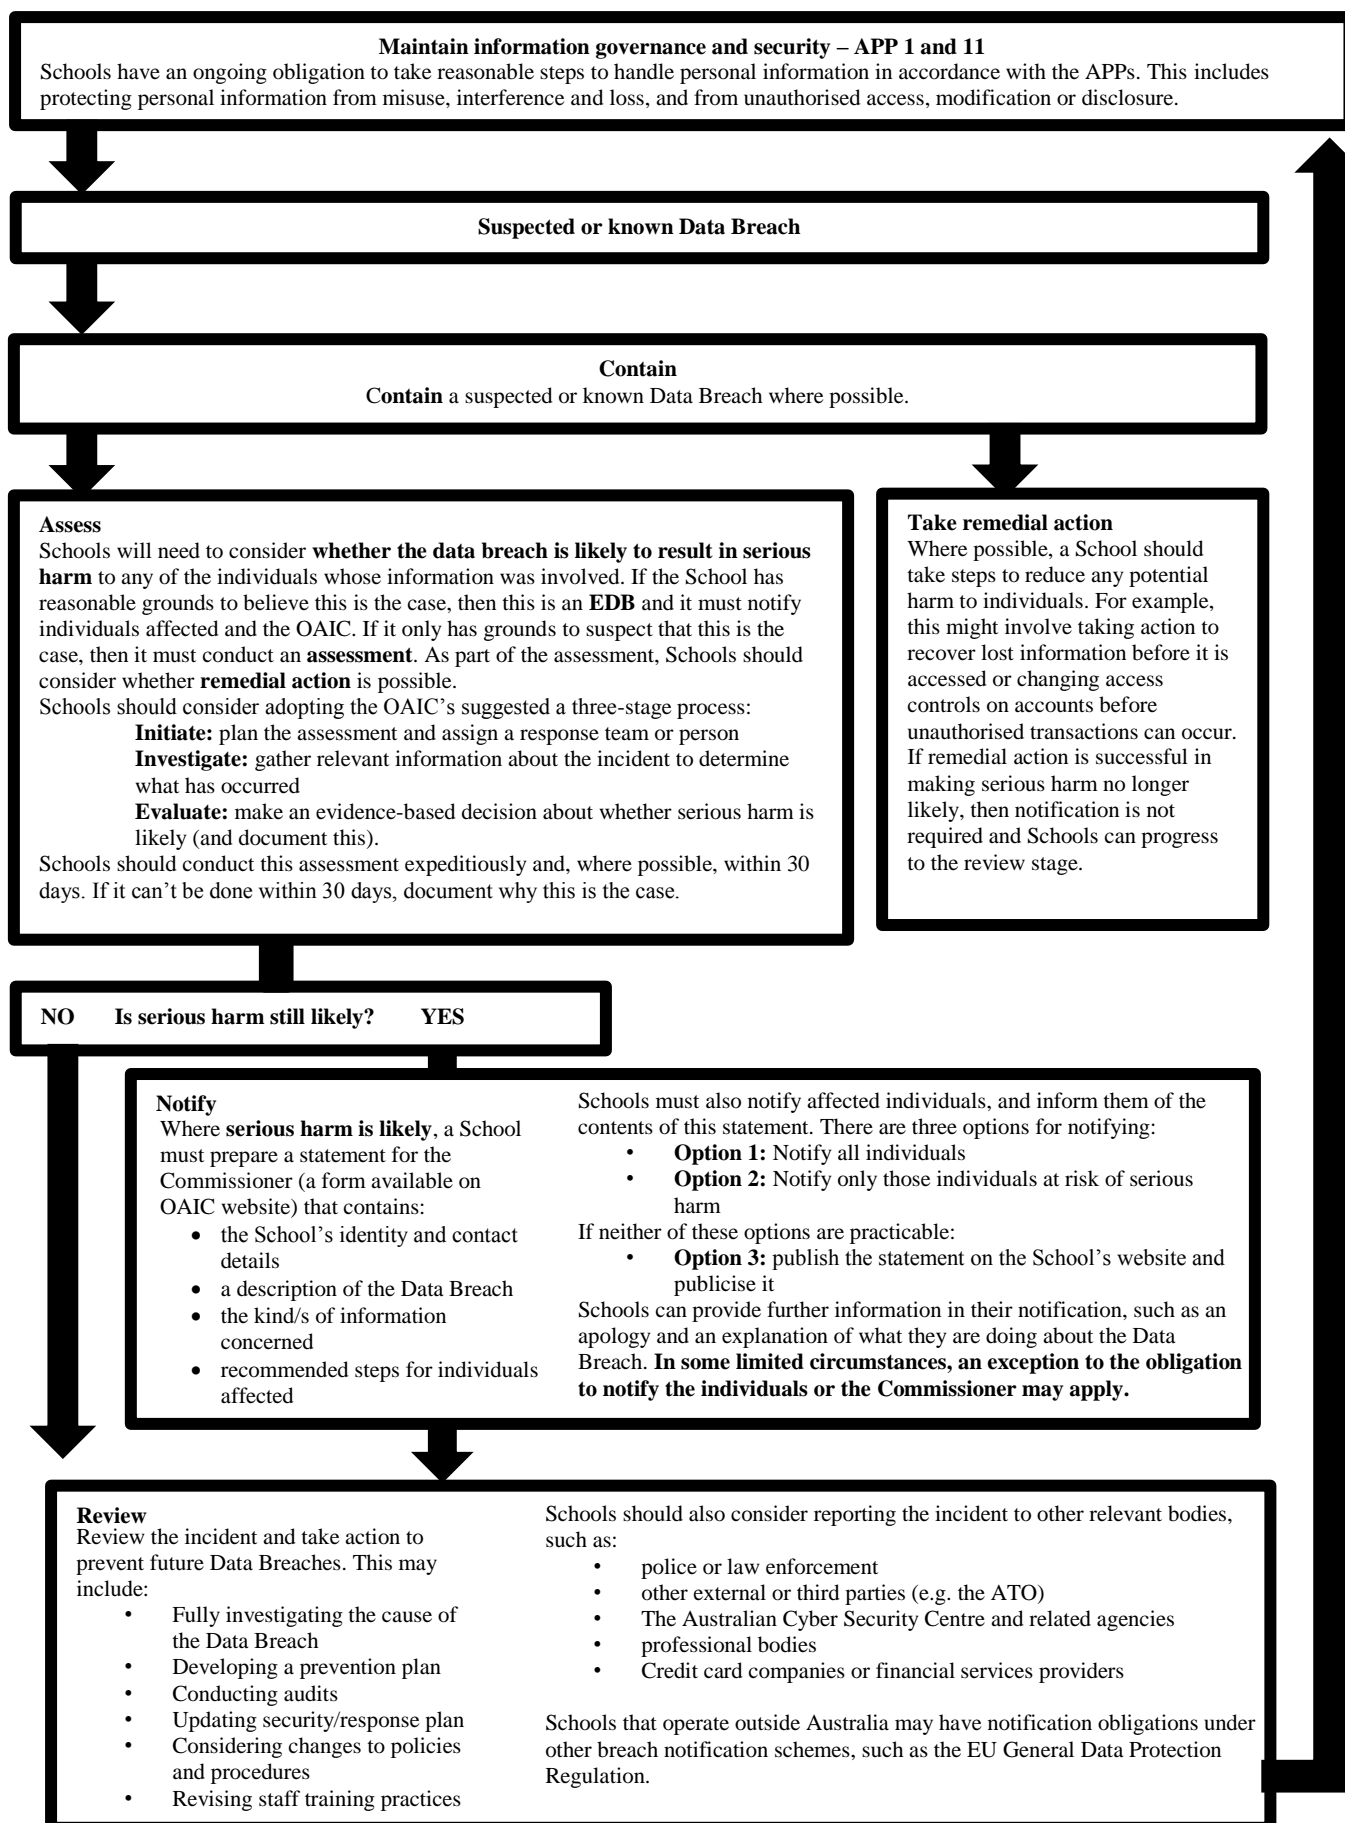 Maintain information governance and security – APP 1 and 11
Schools have an ongoing obligation to take reasonable steps to handle personal information in accordance with the APPs. This includes
protecting personal information from misuse, interference and loss, and from unauthorised access, modification or disclosure.
Suspected or known Data Breach
Contain
Contain a suspected or known Data Breach where possible.
Assess
Schools will need to consider whether the data breach is likely to result in serious
harm to any of the individuals whose information was involved. If the School has
reasonable grounds to believe this is the case, then this is an EDB and it must notify
individuals affected and the OAIC. If it only has grounds to suspect that this is the
case, then it must conduct an assessment. As part of the assessment, Schools should
consider whether remedial action is possible.
Schools should consider adopting the OAIC's suggested a three-stage process:
Initiate: plan the assessment and assign a response team or person
Investigate: gather relevant information about the incident to determine
what has occurred
Evaluate: make an evidence-based decision about whether serious harm is
likely (and document this).
Schools should conduct this assessment expeditiously and, where possible, within 30
days. If it can't be done within 30 days, document why this is the case.
Take remedial action
Where possible, a School should
take steps to reduce any potential
harm to individuals. For example,
this might involve taking action to
recover lost information before it is
accessed or changing access
controls on accounts before
unauthorised transactions can occur.
If remedial action is successful in
making serious harm no longer
likely, then notification is not
required and Schools can progress
to the review stage.
NO Is serious harm still likely? YES
Notify
Where serious harm is likely, a School
must prepare a statement for the
Commissioner (a form available on
OAIC website) that contains:
• the School's identity and contact
details
• a description of the Data Breach
• the kind/s of information
concerned
• recommended steps for individuals
affected
Schools must also notify affected individuals, and inform them of the
contents of this statement. There are three options for notifying:
• Option 1: Notify all individuals
• Option 2: Notify only those individuals at risk of serious
harm
If neither of these options are practicable:
• Option 3: publish the statement on the School's website and
publicise it
Schools can provide further information in their notification, such as an
apology and an explanation of what they are doing about the Data
Breach. In some limited circumstances, an exception to the obligation
to notify the individuals or the Commissioner may apply.
Review
Review the incident and take action to
prevent future Data Breaches. This may
include:
• Fully investigating the cause of
the Data Breach
• Developing a prevention plan
• Conducting audits
• Updating security/response plan
• Considering changes to policies
and procedures
• Revising staff training practices
Schools should also consider reporting the incident to other relevant bodies,
such as:
• police or law enforcement
• other external or third parties (e.g. the ATO)
• The Australian Cyber Security Centre and related agencies
• professional bodies
• Credit card companies or financial services providers
Schools that operate outside Australia may have notification obligations under
other breach notification schemes, such as the EU General Data Protection
Regulation.